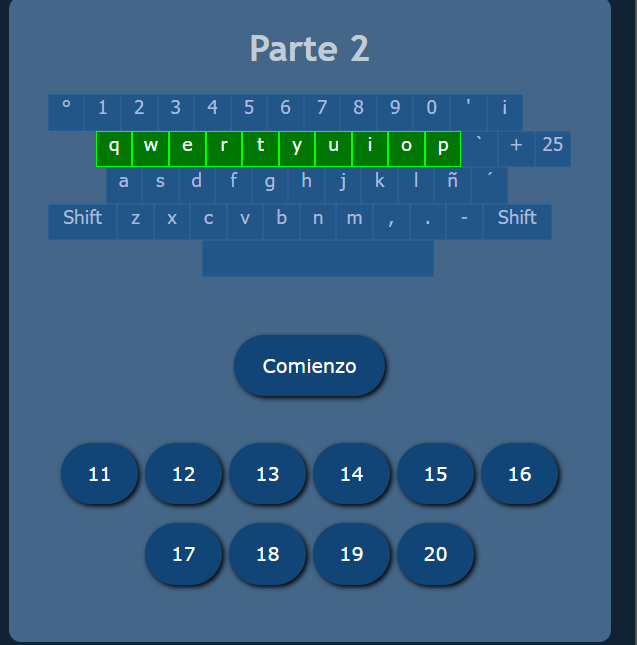 Parte 2
° 1 2 3 4 5 6 7 8 9 0 ' ¡
q w e r t y u i o p ` + 25
a s d f g h j k l ñ ´
Shift z x c v b n m , . - Shift
Comienzo
11 12 13 14 15 16
17 18 19 20